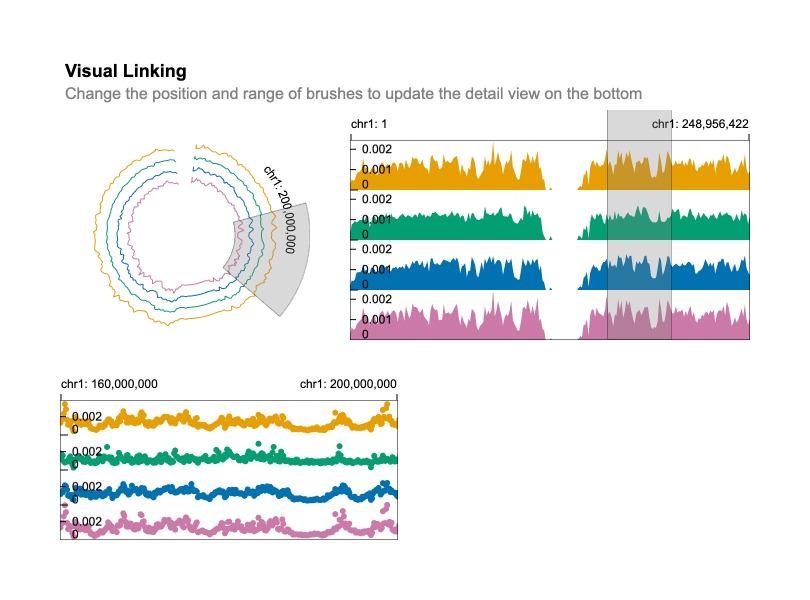 Visual Linking
Change the position and range of brushes to update the detail view on the bottom
chr1: 200,000,000
chr1: 1
chr1: 248,956,422
0.002
0.001
0
0.002
0.001
0
0.002
0.001
0
0.002
0.001
0
chr1: 160,000,000
chr1: 200,000,000
0.002
0
0.002
0
0.002
0
0.002
0